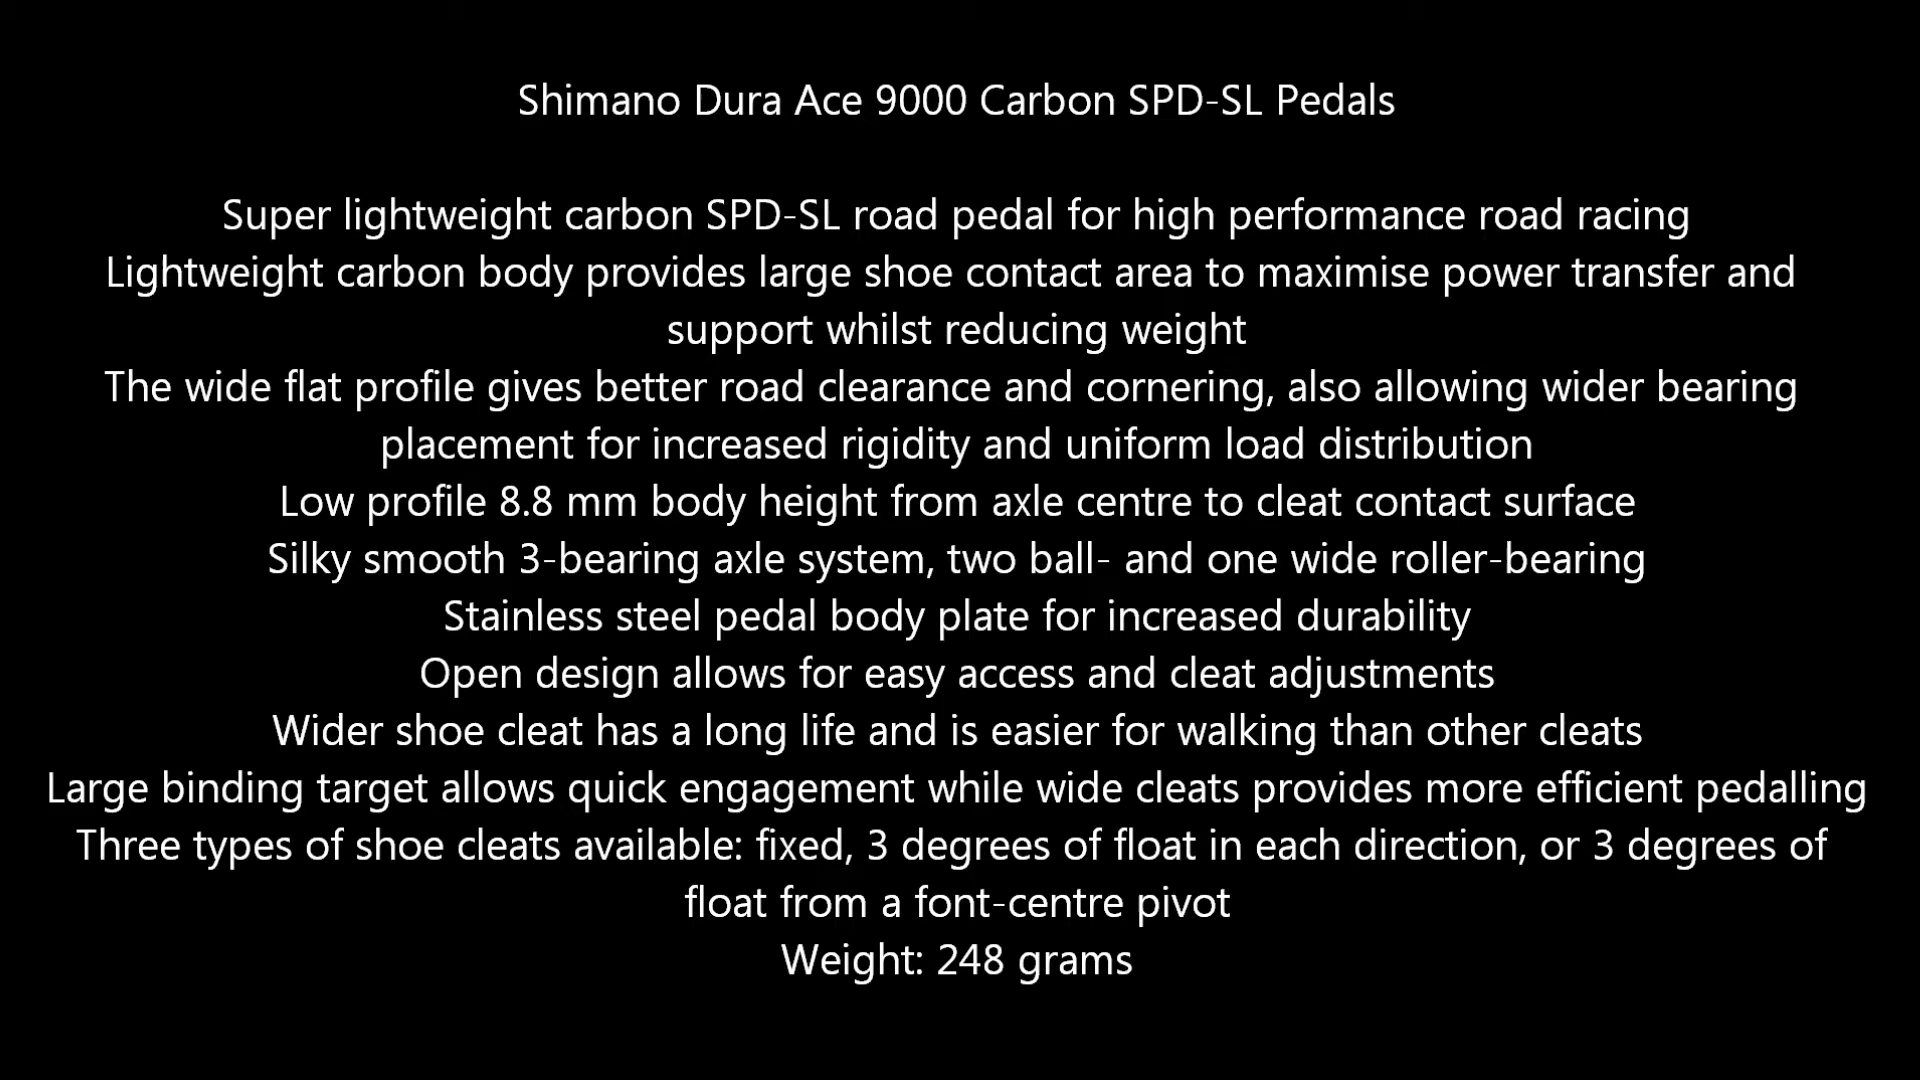 Shimano Dura Ace 9000 Carbon SPD-SL Pedals
Super lightweight carbon SPD-SL road pedal for high performance road racing
Lightweight carbon body provides large shoe contact area to maximise power transfer and
support whilst reducing weight
The wide flat profile gives better road clearance and cornering, also allowing wider bearing
placement for increased rigidity and uniform load distribution
Low profile 8.8 mm body height from axle centre to cleat contact surface
Silky smooth 3-bearing axle system, two ball- and one wide roller-bearing
Stainless steel pedal body plate for increased durability
Open design allows for easy access and cleat adjustments
Wider shoe cleat has a long life and is easier for walking than other cleats
Large binding target allows quick engagement while wide cleats provides more efficient pedalling
Three types of shoe cleats available: fixed, 3 degrees of float in each direction, or 3 degrees of
float from a font-centre pivot
Weight: 248 grams